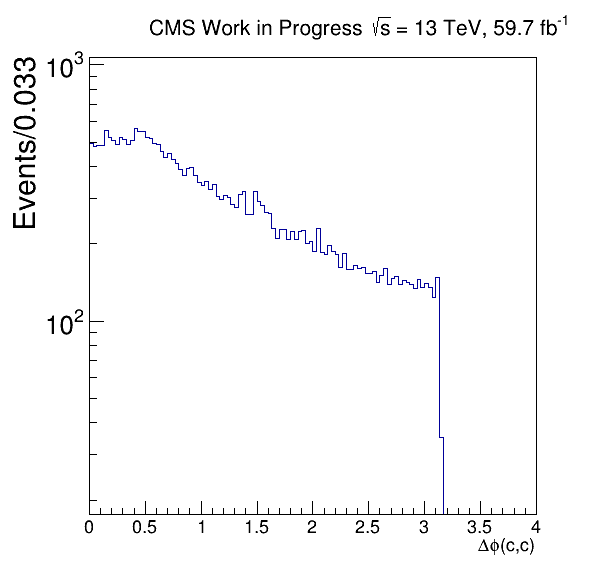 CMS Work in Progress √s = 13 TeV, 59.7 fb⁻¹
Events/0.033
10³
10²
0 0.5 1 1.5 2 2.5 3 3.5 4
Δϕ(c,c)